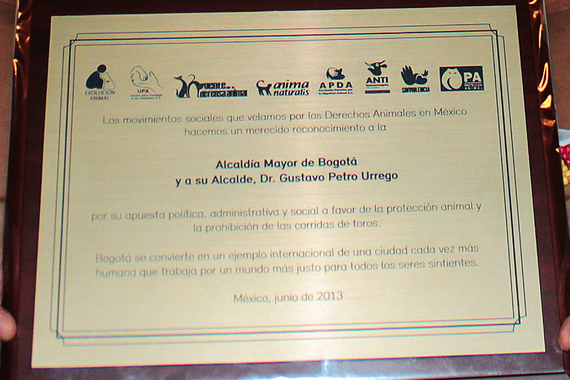 EVOLUCIÓN
ANIMAL
UPA
anima
naturalis
APDA
ANTI
SINVIOLENCIA
PA
Los movimientos sociales que velamos por los Derechos Animales en México
hacemos un merecido reconocimiento a la
Alcaldía Mayor de Bogotá
y a su Alcalde, Dr. Gustavo Petro Urrego
por su apuesta política, administrativa y social a favor de la protección animal y
la prohibición de las corridas de toros.
Bogotá se convierte en un ejemplo internacional de una ciudad cada vez más
humana que trabaja por un mundo más justo para todos los seres sintientes.
México, junio de 2013